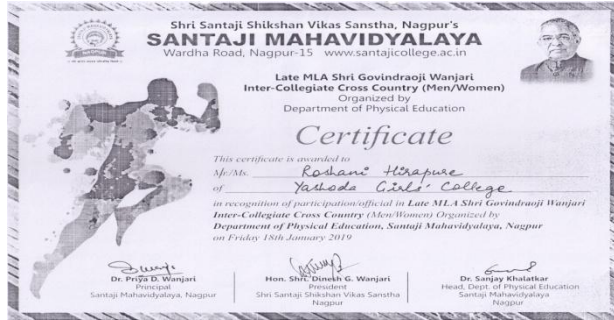 Shri Santaji Shikshan Vikas Sanstha, Nagpur's
SANTAJI MAHAVIDYALAYA
Wardha Road, Nagpur-15 www.santajicollege.ac.in
Late MLA Shri Govindraoji Wanjari
Inter-Collegiate Cross Country (Men/Women)
Organized by
Department of Physical Education
Certificate
This certificate is awarded to
Mr/Ms. Roshani Hirapure
of Yashoda Girls' College
in recognition of participation/official in Late MLA Shri Govindraoji Wanjari
Inter-Collegiate Cross Country (Men/Women) Organized by
Department of Physical Education, Santaji Mahavidyalaya, Nagpur
on Friday 18th January 2019
Dr. Priya D. Wanjari
Principal
Santaji Mahavidyalaya, Nagpur
Hon. Shri. Dinesh G. Wanjari
President
Shri Santaji Shikshan Vikas Sanstha
Nagpur
Dr. Sanjay Khalatkar
Head, Dept. of Physical Education
Santaji Mahavidyalaya
Nagpur